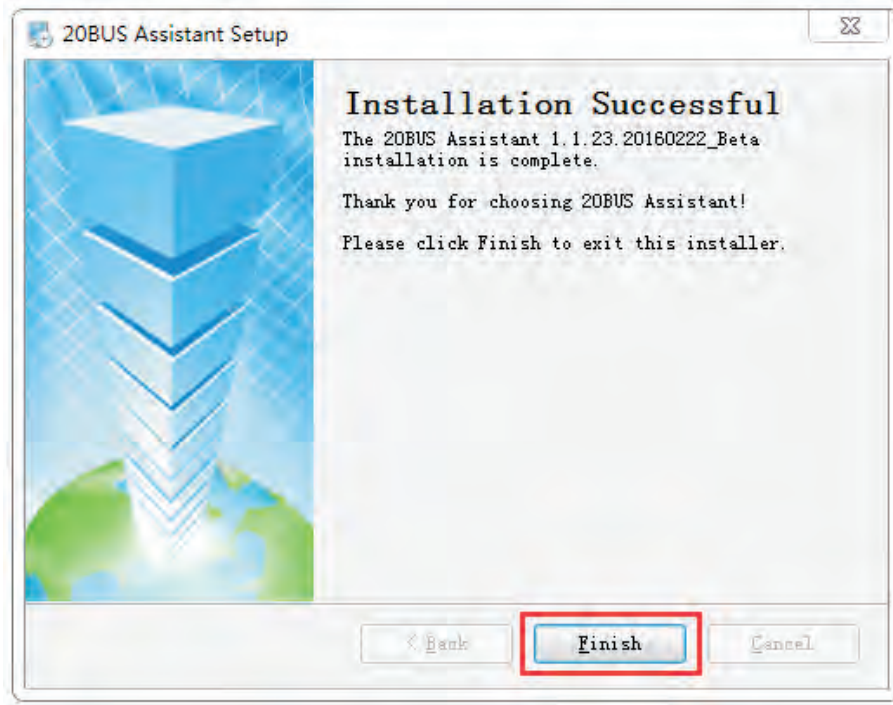 20BUS Assistant Setup
Installation Successful
The 20BUS Assistant 1.1.23.20160222_Beta
installation is complete.
Thank you for choosing 20BUS Assistant!
Please click Finish to exit this installer.
< Back
Finish
Cancel